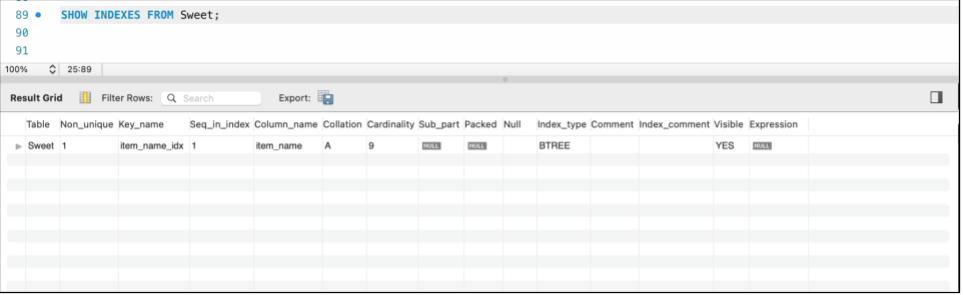 89 SHOW INDEXES FROM Sweet;
90
91
100% 25:89
Result Grid Filter Rows: Search Export:
Table Non_unique Key_name Seq_in_index Column_name Collation Cardinality Sub_part Packed Null Index_type Comment Index_comment Visible Expression
Sweet 1 item_name_idx 1 item_name A 9 NULL NULL BTREE YES NULL